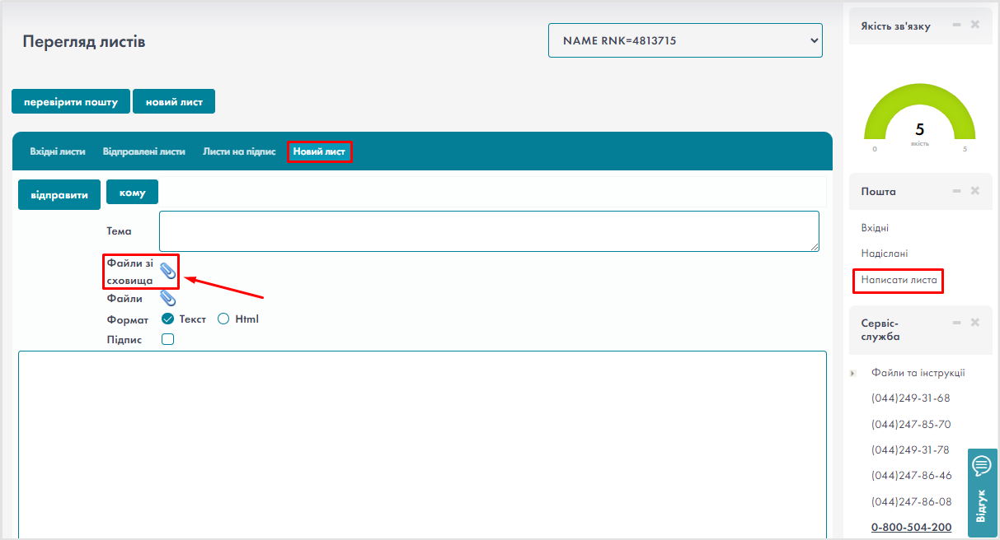 Перегляд листів
NAME RNK=4813715
перевірити пошту
новий лист
Вхідні листи
Відправлені листи
Листи на підпис
Новий лист
відправити
кому
Тема
Файли зі
сховища
Файли
Формат
Текст
Html
Підпис
Якість зв'язку
5
якість
0
5
Пошта
Вхідні
Надіслані
Написати листа
Сервіс-
служба
Файли та інструкції
(044)249-31-68
(044)247-85-70
(044)249-31-78
(044)247-86-46
(044)247-86-08
0-800-504-200
Відгук